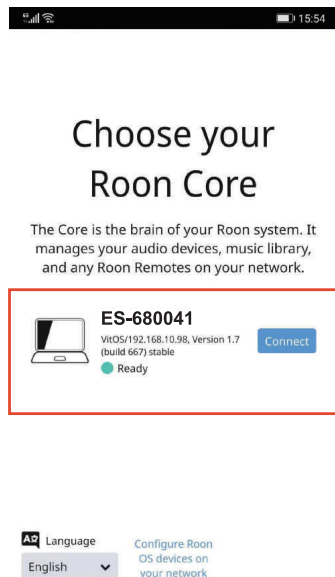 15:54
Choose your
Roon Core
The Core is the brain of your Roon system. It
manages your audio devices, music library,
and any Roon Remotes on your network.
ES-680041
VitOS/192.168.10.98, Version 1.7
(build 667) stable
Connect
Ready
Language
English
Configure Roon
OS devices on
your network